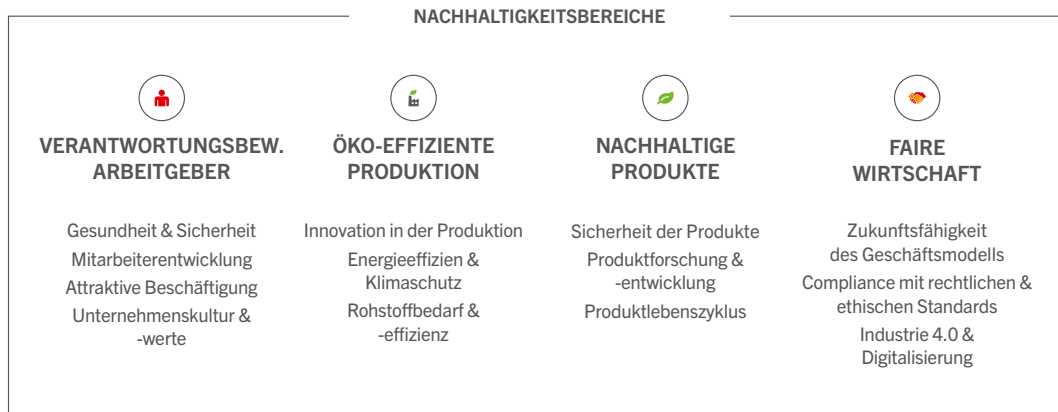 NACHHALTIGKEITSBEREICHE
VERANTWORTUNGSBEW.
ARBEITGEBER
Gesundheit & Sicherheit
Mitarbeiterentwicklung
Attraktive Beschäftigung
Unternehmenskultur &
-werte
ÖKO-EFFIZIENTE
PRODUKTION
Innovation in der Produktion
Energieeffizien &
Klimaschutz
Rohstoffbedarf &
-effizienz
NACHHALTIGE
PRODUKTE
Sicherheit der Produkte
Produktforschung &
-entwicklung
Produktlebenszyklus
FAIRE
WIRTSCHAFT
Zukunftsfähigkeit
des Geschäftsmodells
Compliance mit rechtlichen &
ethischen Standards
Industrie 4.0 &
Digitalisierung